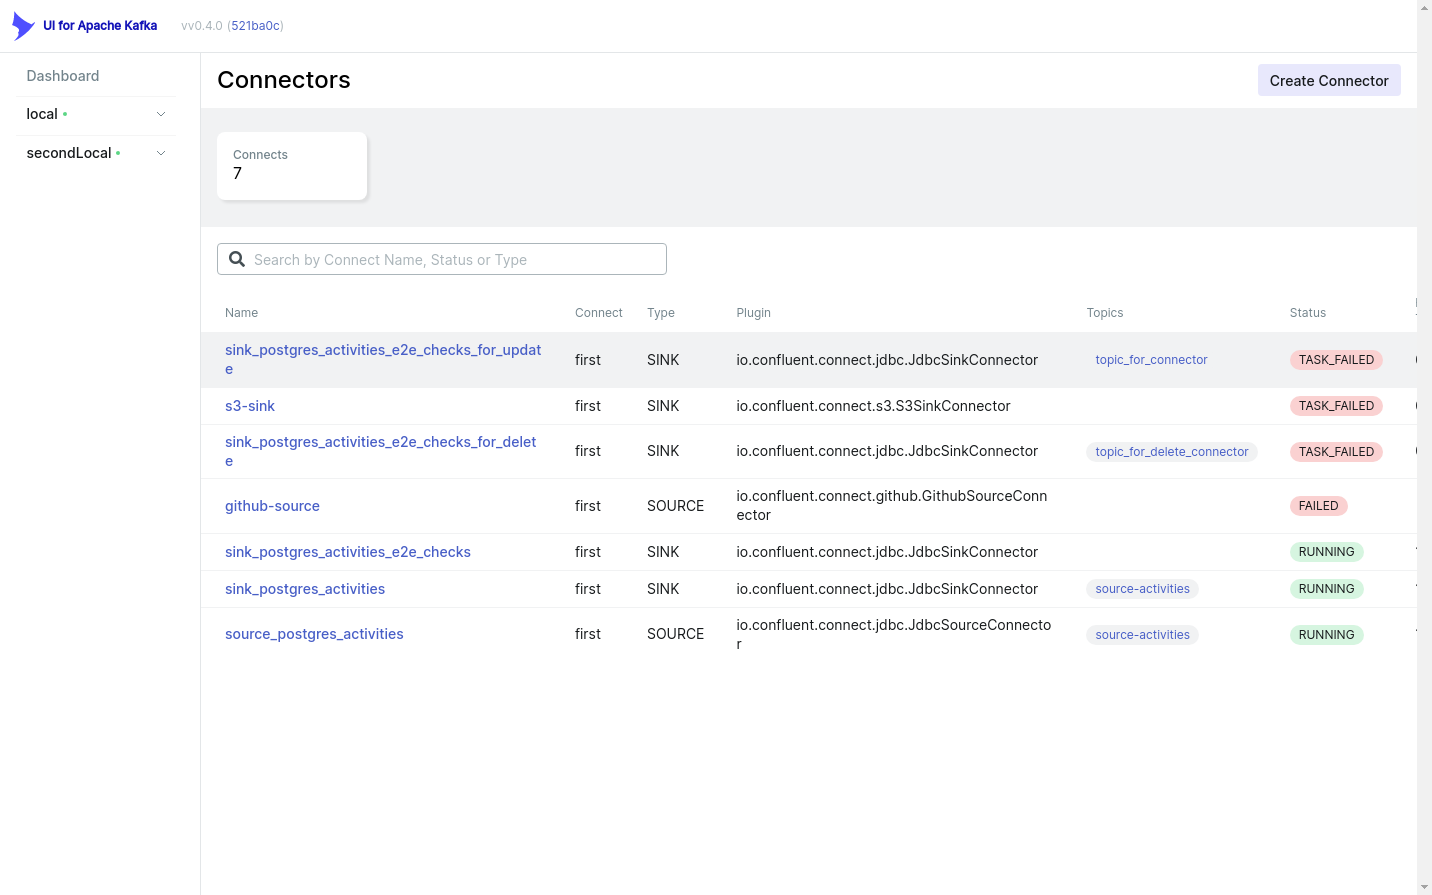 UI for Apache Kafka vv0.4.0 (521ba0c)
Dashboard
local
secondLocal
Connectors
Create Connector
Connects
7
Search by Connect Name, Status or Type
Name Connect Type Plugin Topics Status
sink_postgres_activities_e2e_checks_for_updat
e
first SINK io.confluent.connect.jdbc.JdbcSinkConnector topic_for_connector TASK_FAILED
s3-sink first SINK io.confluent.connect.s3.S3SinkConnector TASK_FAILED
sink_postgres_activities_e2e_checks_for_delet
e
first SINK io.confluent.connect.jdbc.JdbcSinkConnector topic_for_delete_connector TASK_FAILED
github-source first SOURCE
io.confluent.connect.github.GithubSourceConn
ector
FAILED
sink_postgres_activities_e2e_checks first SINK io.confluent.connect.jdbc.JdbcSinkConnector RUNNING
sink_postgres_activities first SINK io.confluent.connect.jdbc.JdbcSinkConnector source-activities RUNNING
source_postgres_activities first SOURCE
io.confluent.connect.jdbc.JdbcSourceConnecto
r
source-activities RUNNING